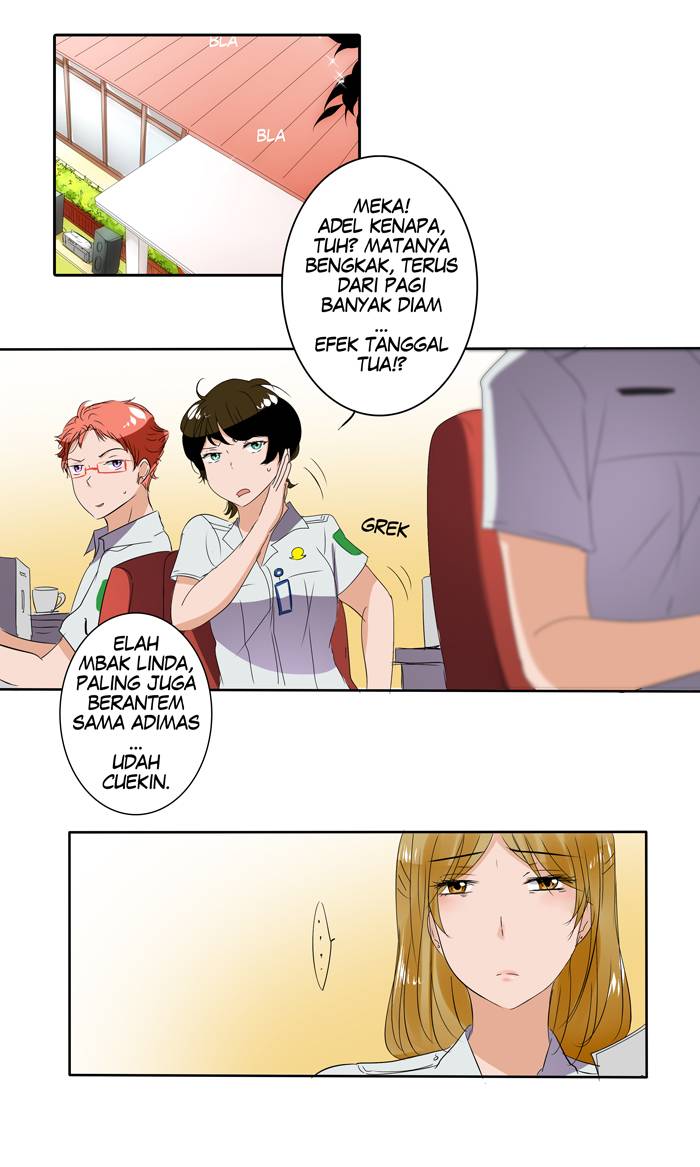 BLA
BLA
MEKA!
ADEL KENAPA,
TUH? MATANYA
BENGKAK, TERUS
DARI PAGI
BANYAK DIAM
...
EFEK TANGGAL
TUA!?
GREK
ELAH
MBAK LINDA,
PALING JUGA
BERANTEM
SAMA ADIMAS
...
UDAH
CUEKIN.